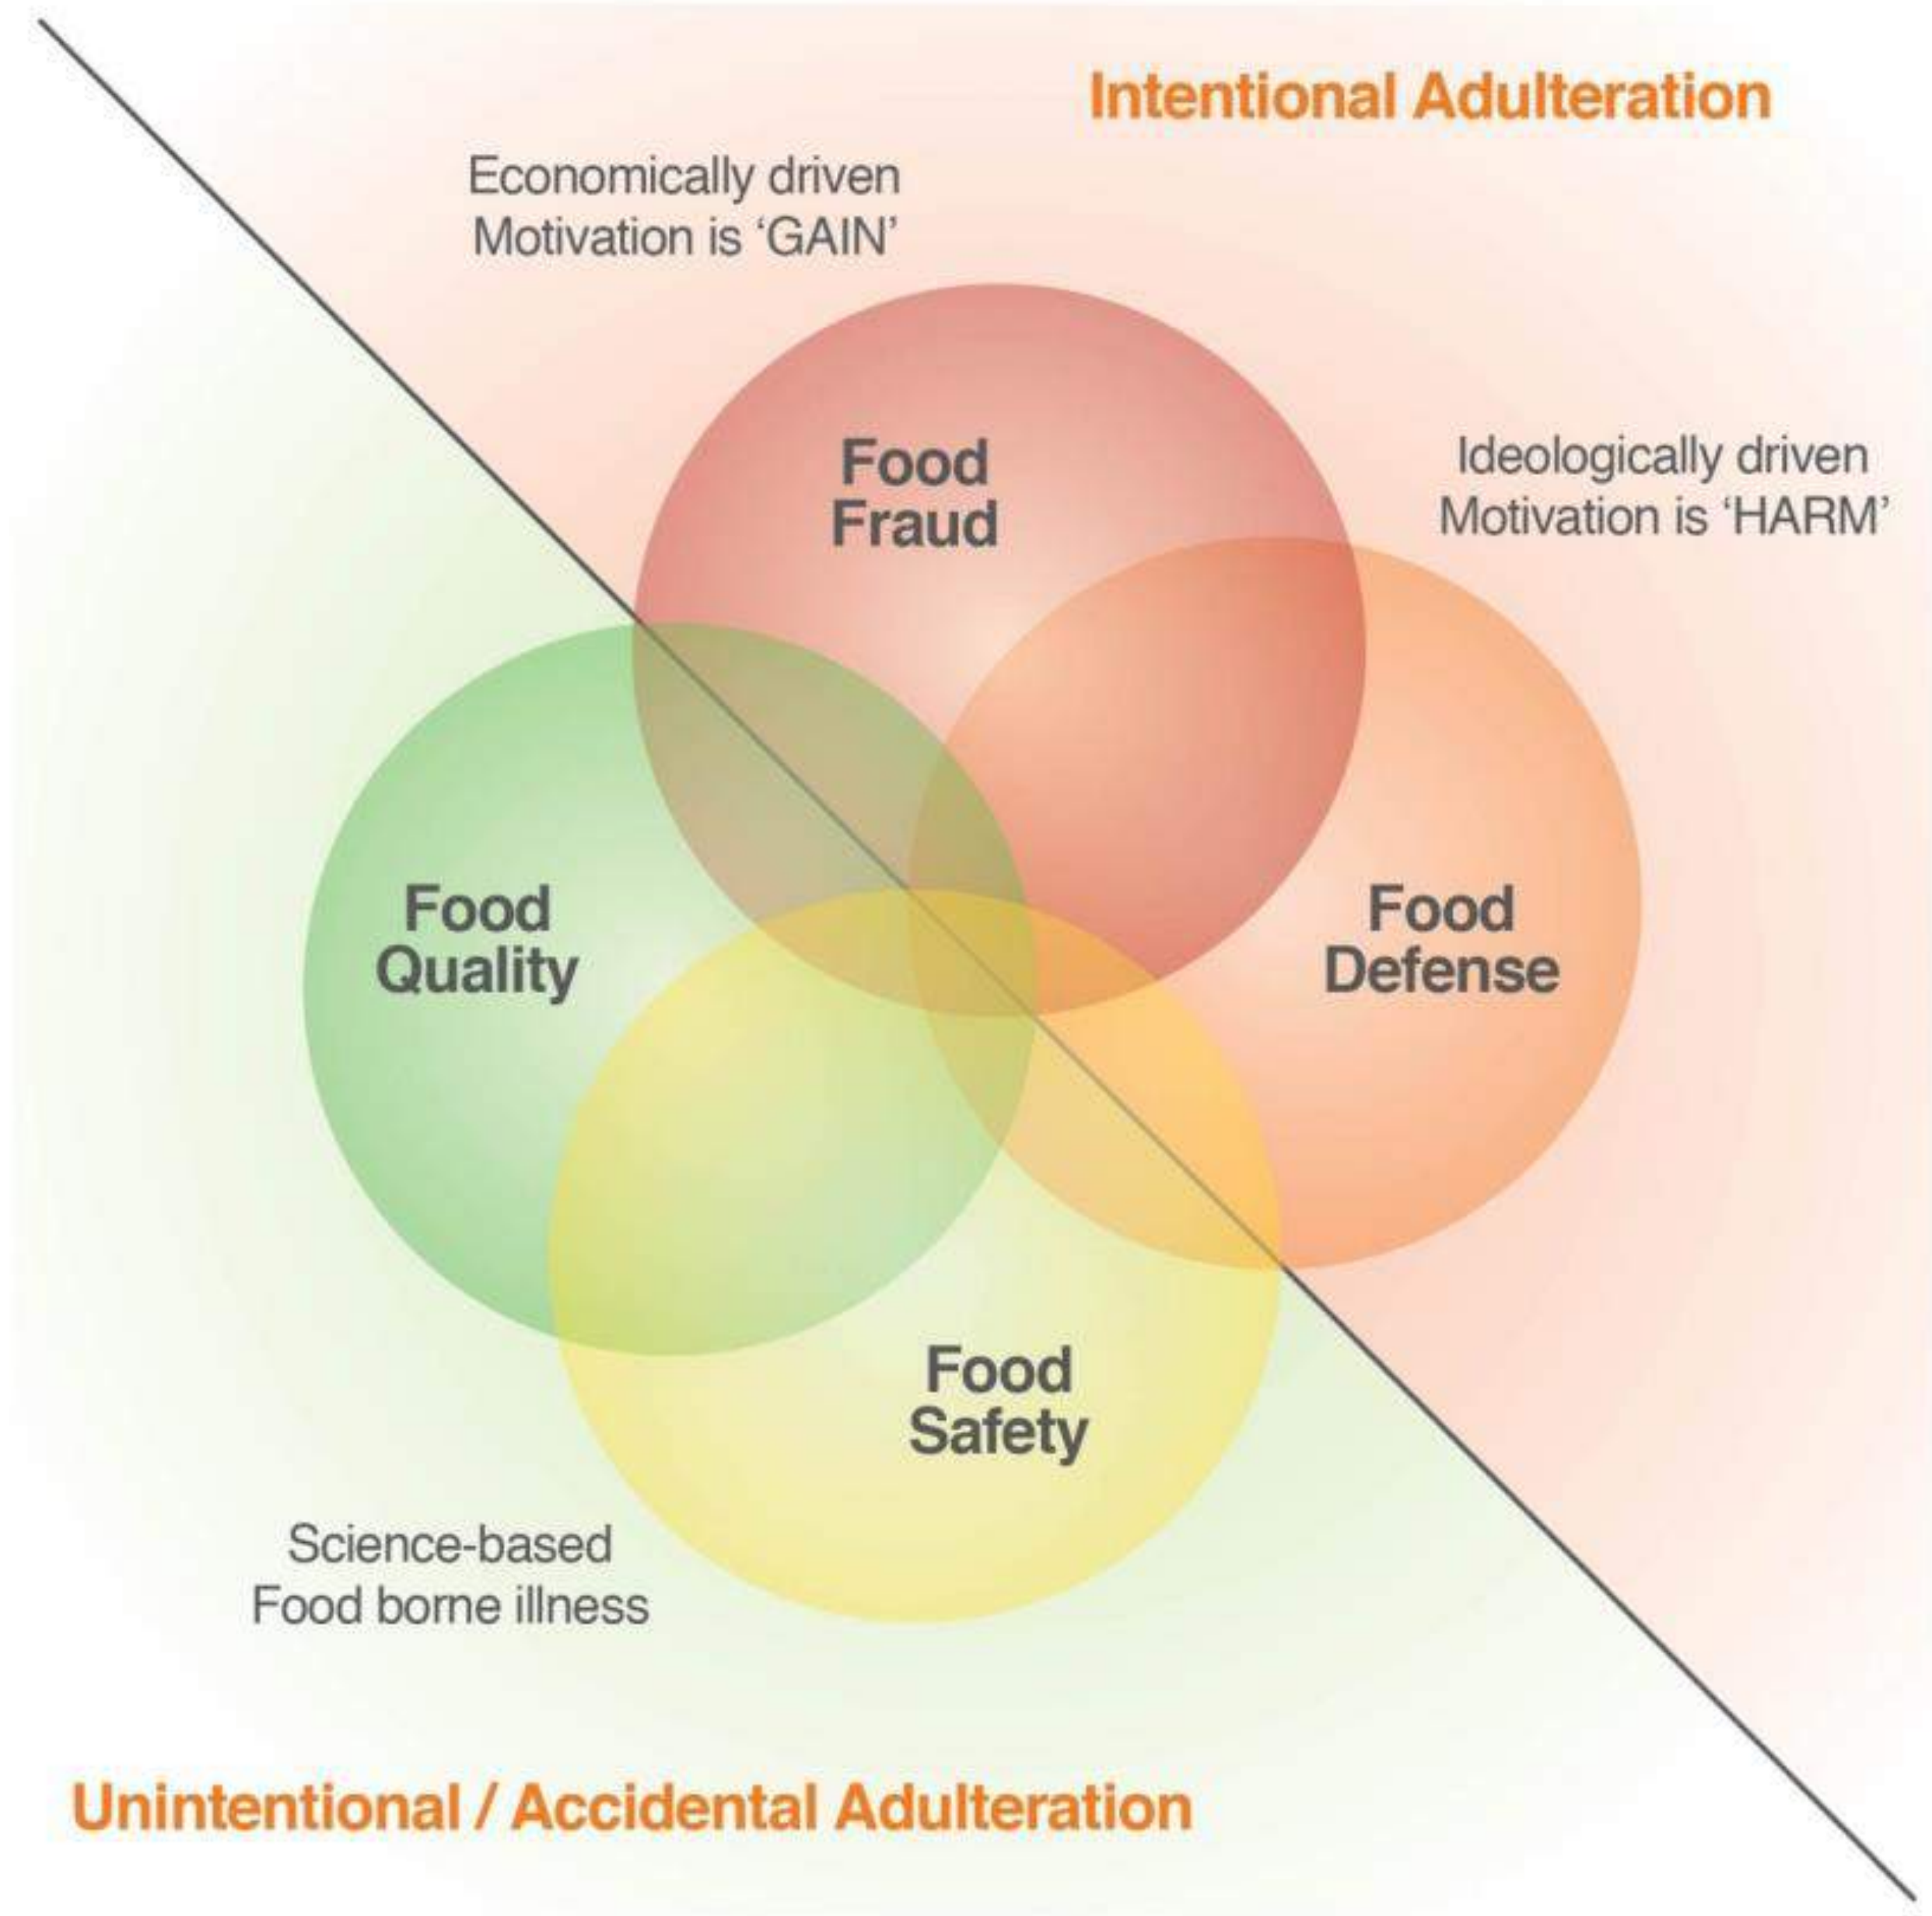 Intentional Adulteration
Economically driven
Motivation is ‘GAIN’
Food
Fraud
Ideologically driven
Motivation is ‘HARM’
Food
Quality
Food
Defense
Food
Safety
Science-based
Food borne illness
Unintentional / Accidental Adulteration